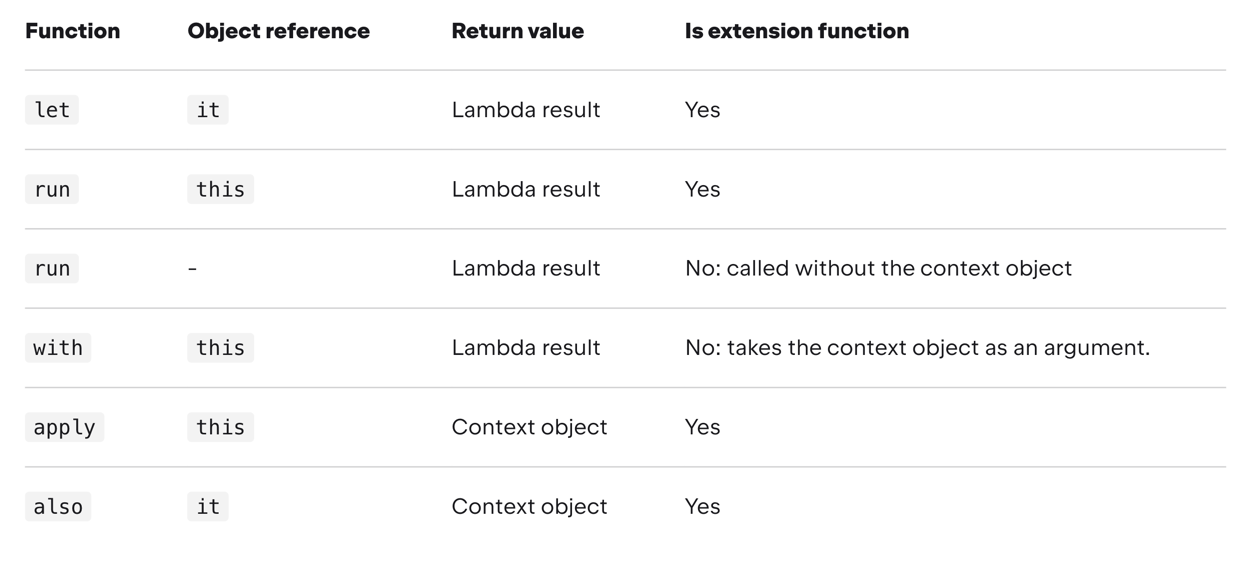 Function Object reference Return value Is extension function
let it Lambda result Yes
run this Lambda result Yes
run - Lambda result No: called without the context object
with this Lambda result No: takes the context object as an argument.
apply this Context object Yes
also it Context object Yes